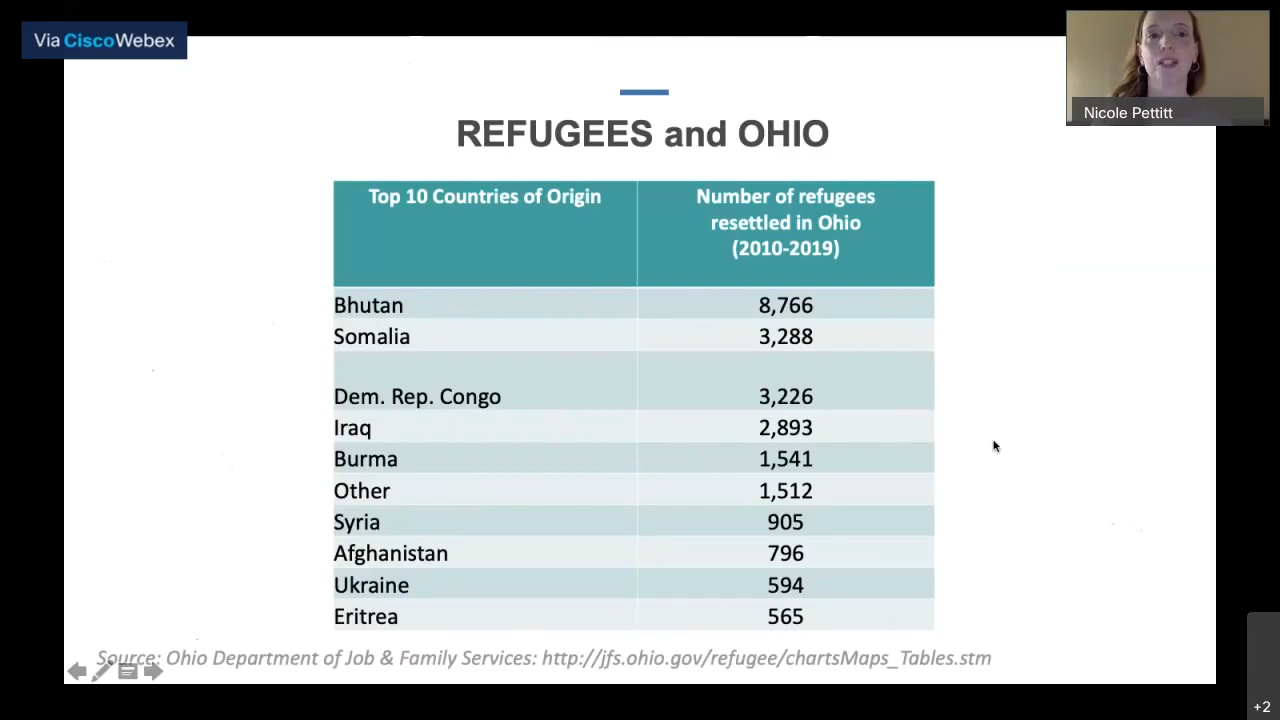 Via CiscoWebex
Nicole Pettitt
REFUGEES and OHIO
Top 10 Countries of Origin
Number of refugees
resettled in Ohio
(2010-2019)
Bhutan 8,766
Somalia 3,288
Dem. Rep. Congo 3,226
Iraq 2,893
Burma 1,541
Other 1,512
Syria 905
Afghanistan 796
Ukraine 594
Eritrea 565
Source: Ohio Department of Job & Family Services: http://jfs.ohio.gov/refugee/chartsMaps_Tables.stm
+2